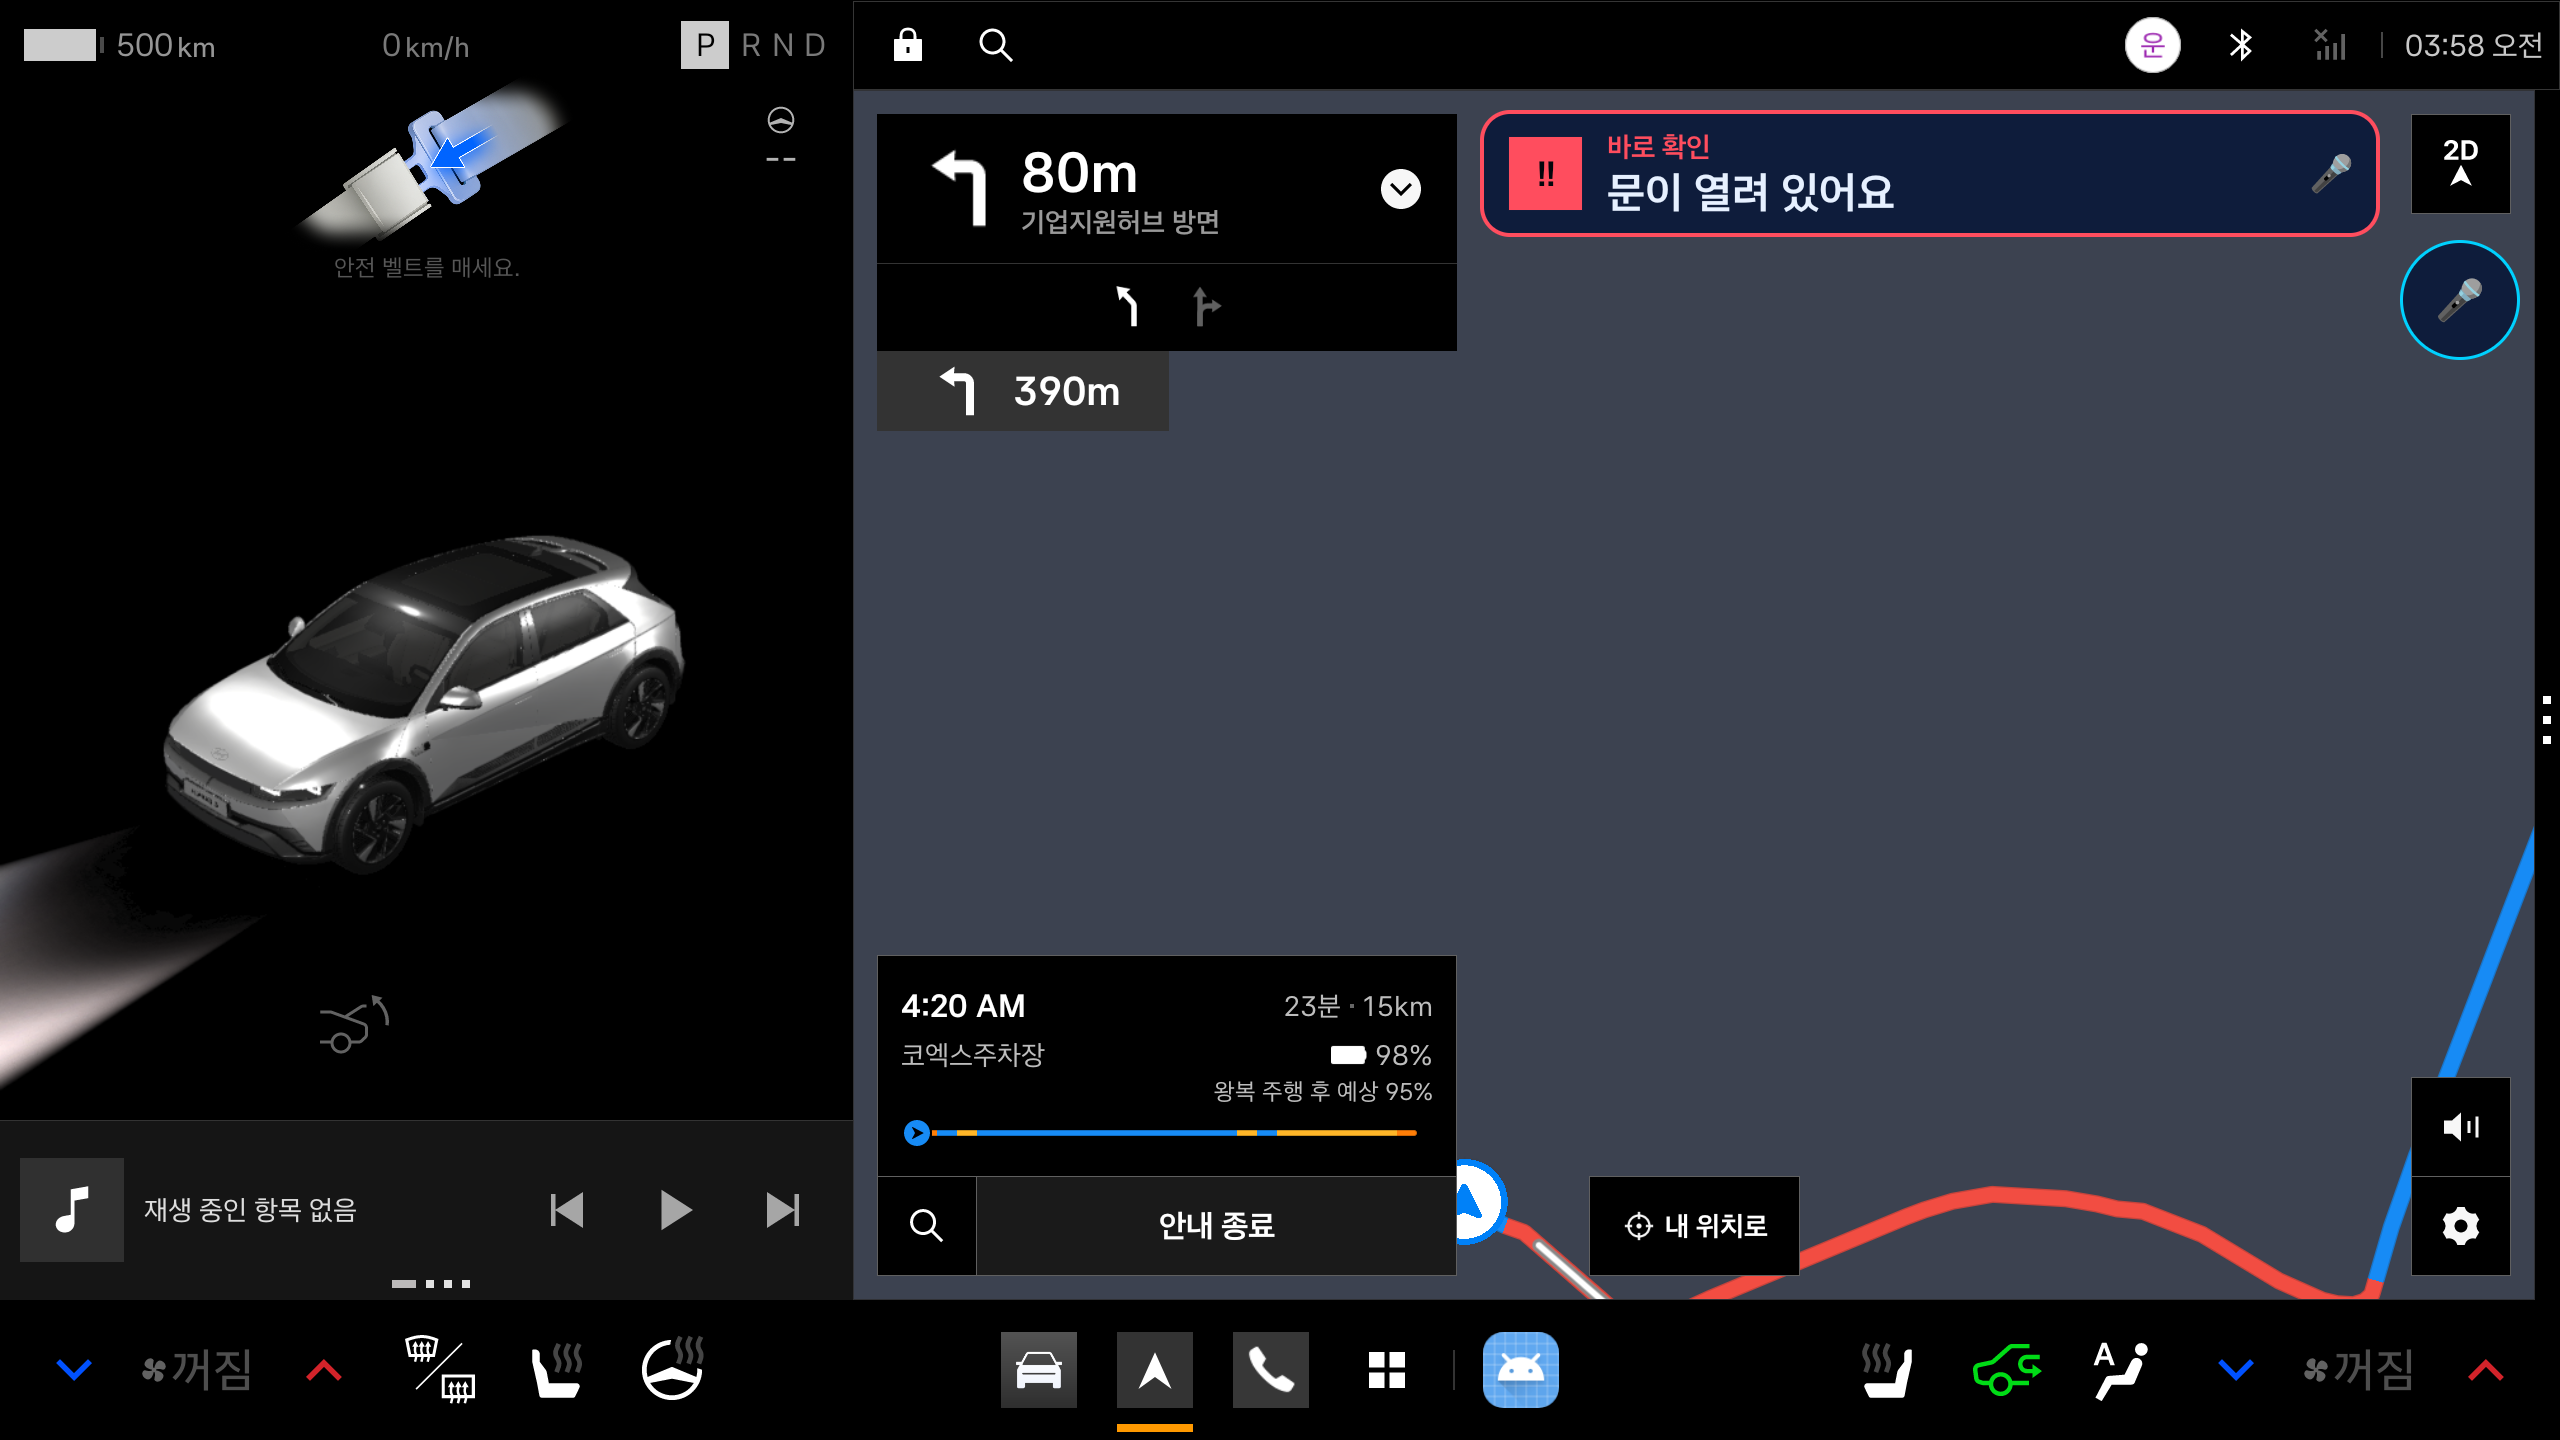 500 km
0 km/h
P R N D
안전 벨트를 매세요.
재생 중인 항목 없음
운
03:58 오전
80m
기업지원허브 방면
390m
!!
바로 확인
문이 열려 있어요
2D
4:20 AM
23분 · 15km
코엑스주차장
98%
왕복 주행 후 예상 95%
안내 종료
내 위치로
꺼짐
A
꺼짐